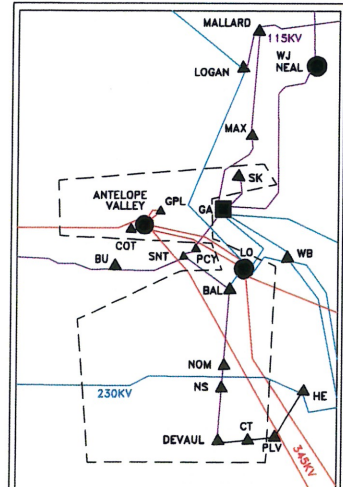 MALLARD
115KV
WJ
NEAL
LOGAN
MAX
SK
ANTELOPE
VALLEY
GPL
GA
COT
LO
WB
BU
SNT
PCY
BAL
NOM
NS
230KV
HE
DEVAUL
CT
PLV
345KV